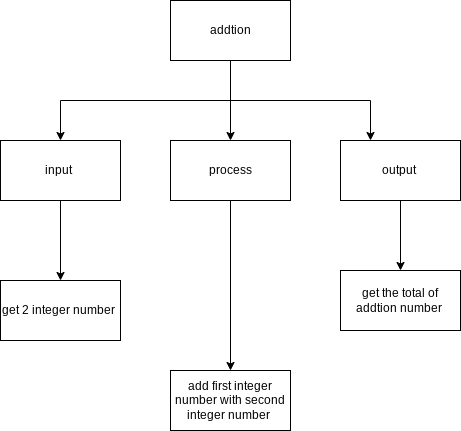 addtion
input
process
output
get 2 integer number
get the total of
addtion number
add first integer
number with second
integer number